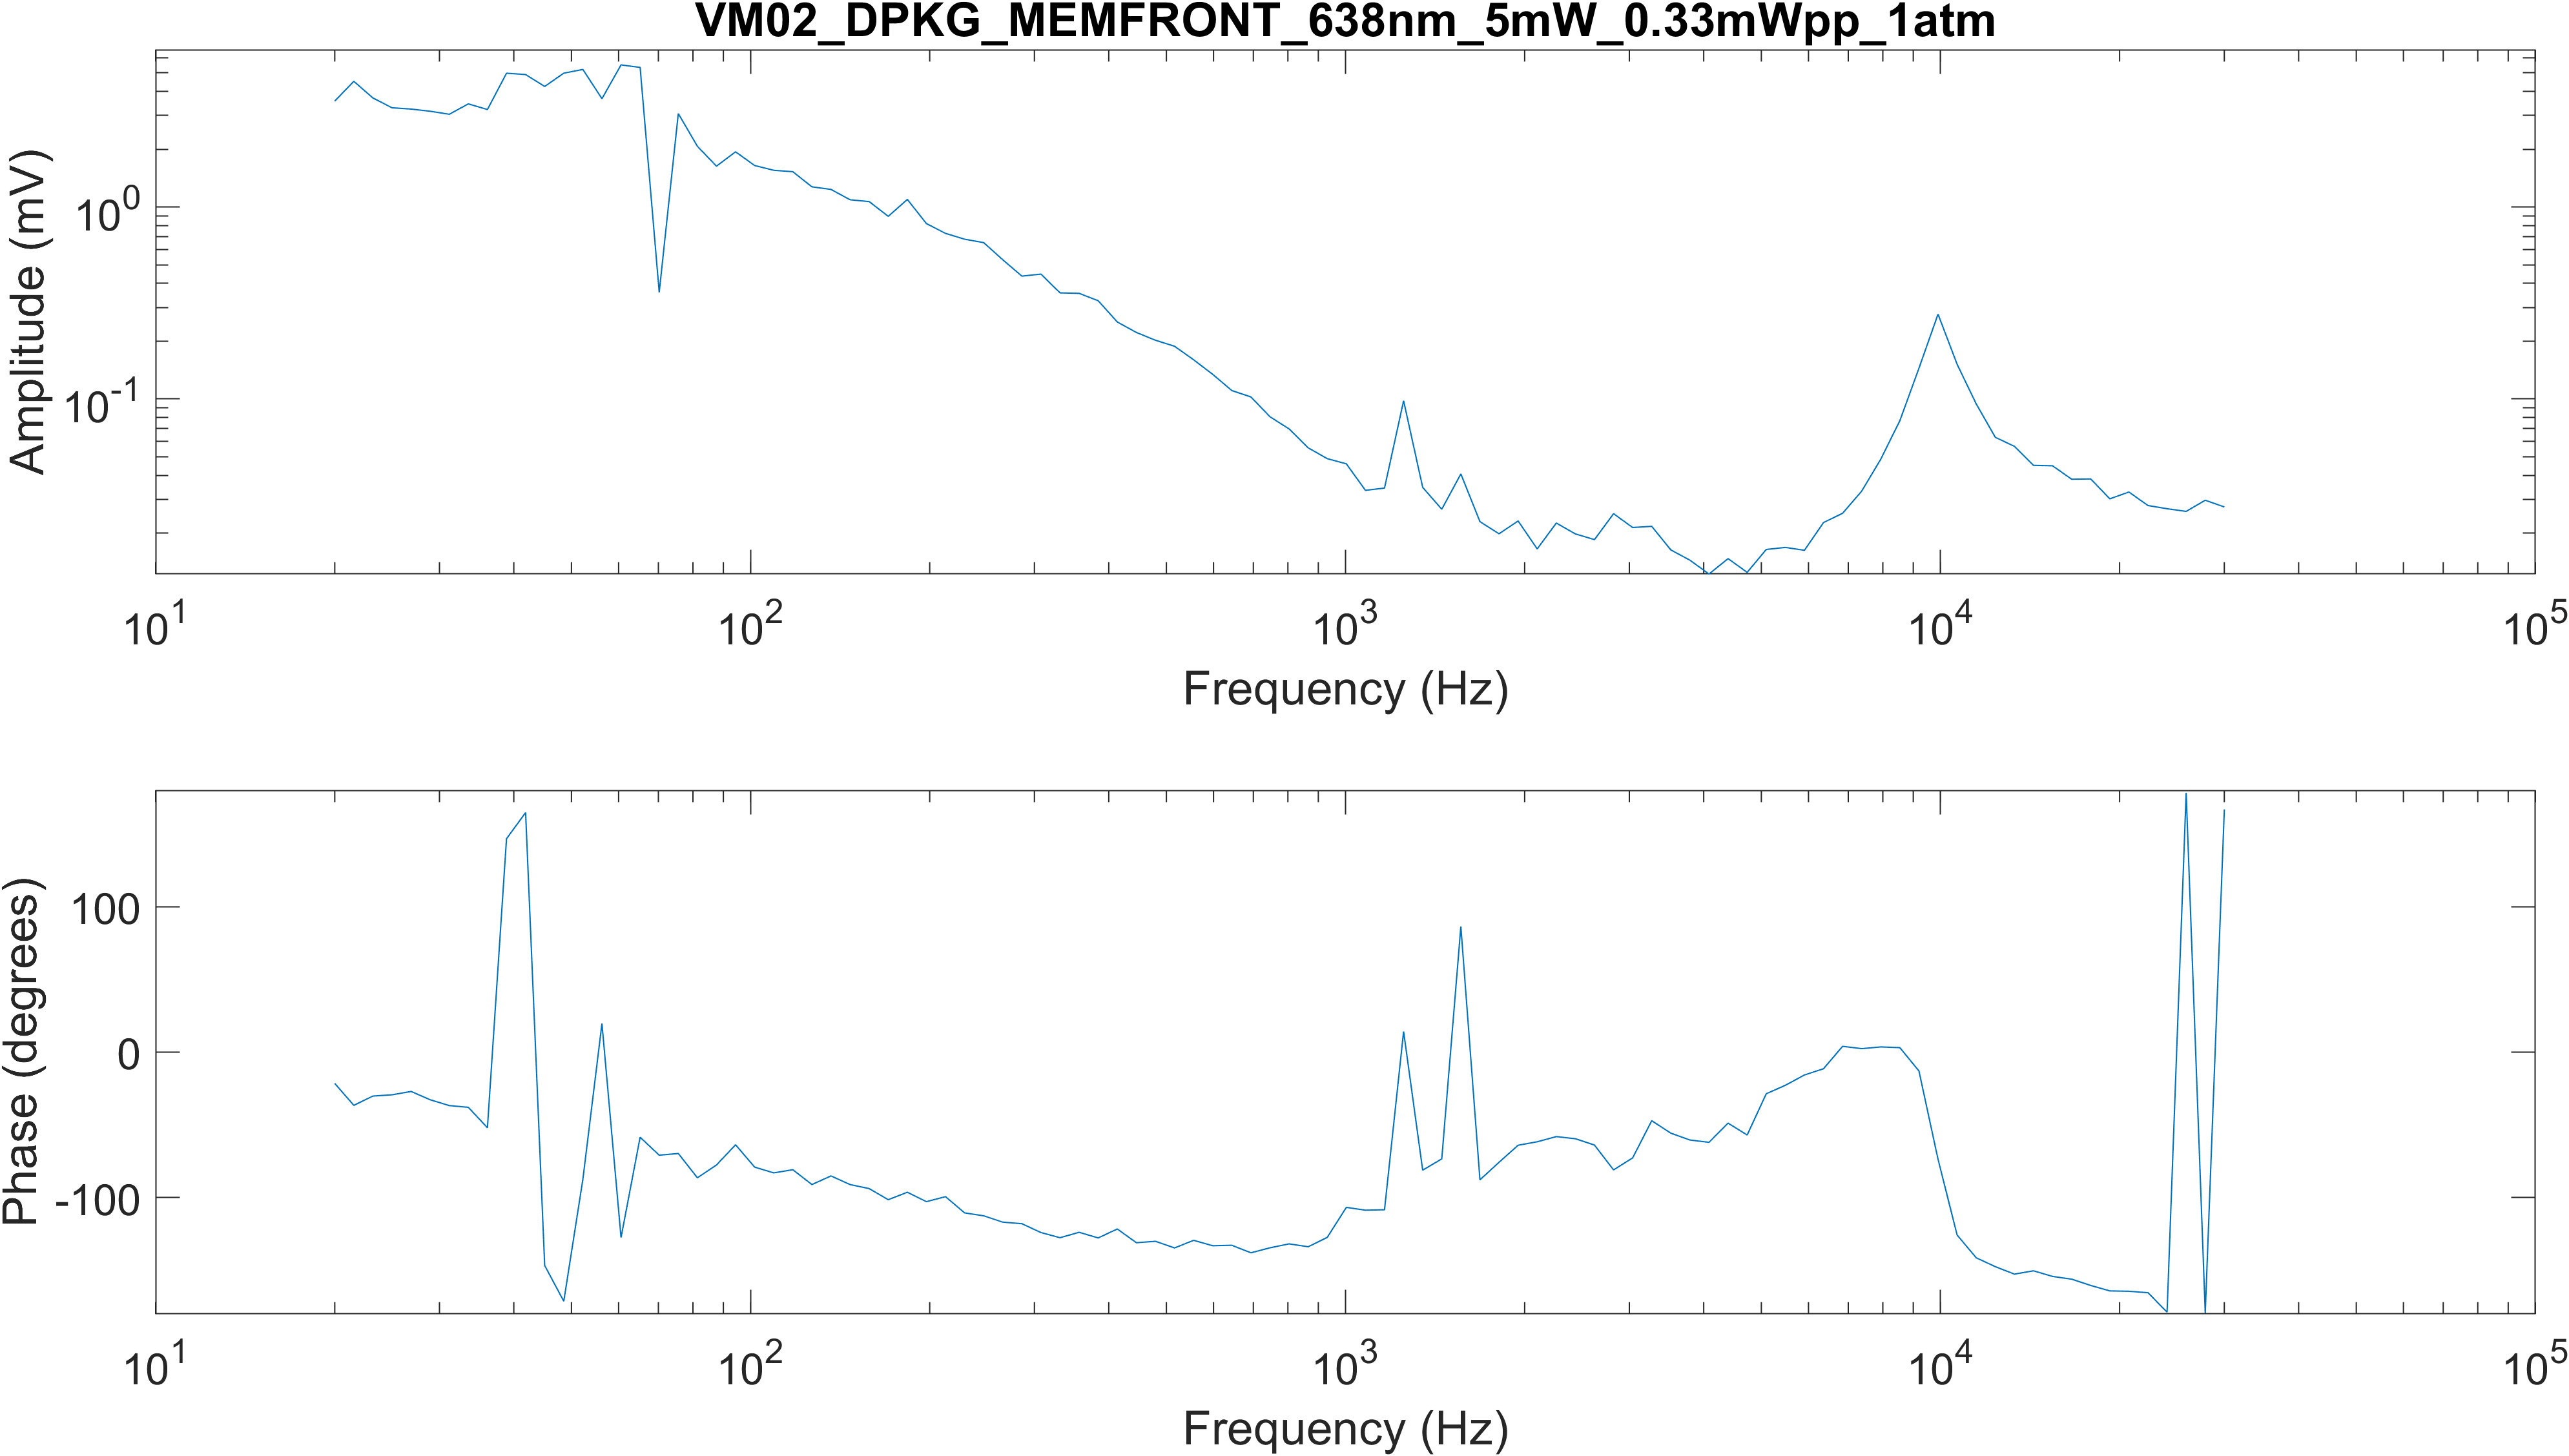 VM02_DPKG_MEMFRONT_638nm_5mW_0.33mWpp_1atm
Amplitude (mV)
10^0
10^-1
10^1 10^2 10^3 10^4 10^5
Frequency (Hz)
Phase (degrees)
100
0
-100
10^1 10^2 10^3 10^4 10^5
Frequency (Hz)